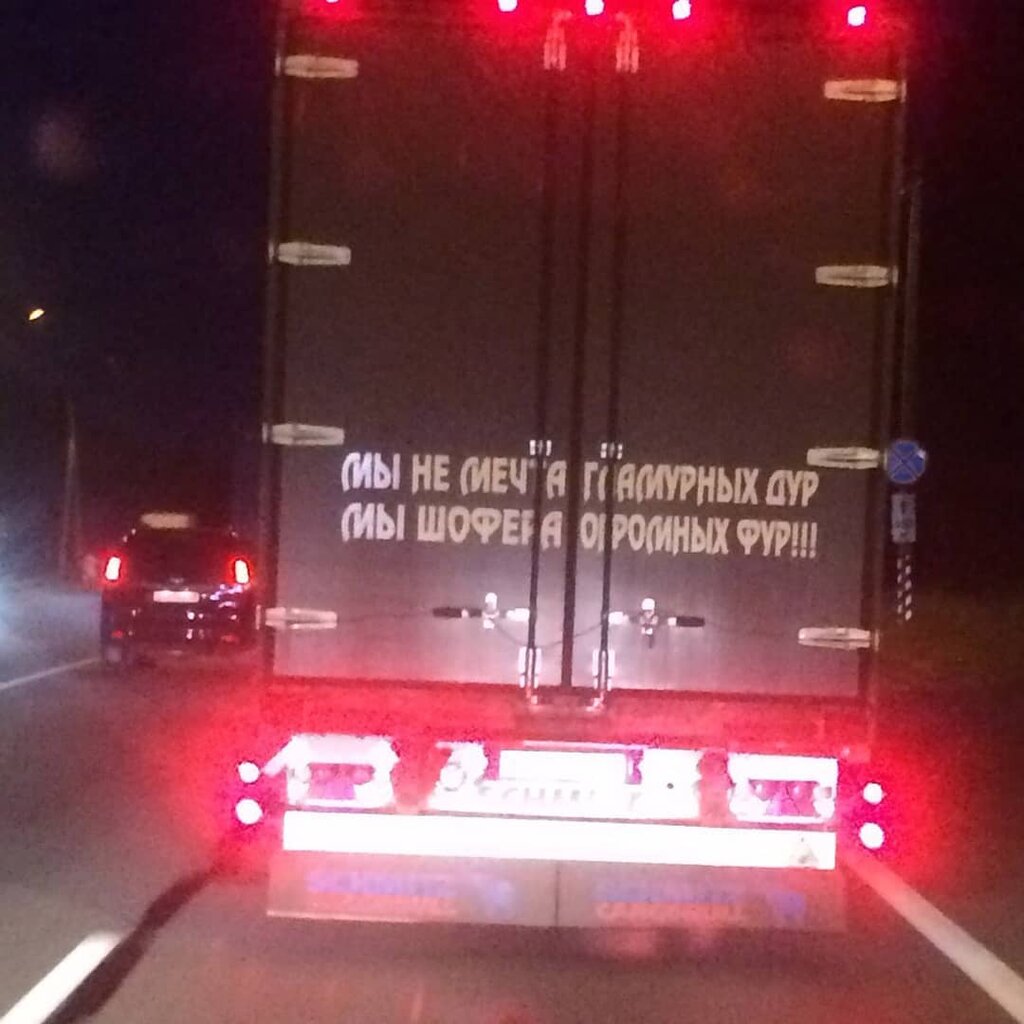 МЫ НЕ МЕЧТА ГЛАМУРНЫХ ДУР
МЫ ШОФЕРА ОГРОМНЫХ ФУР!!!